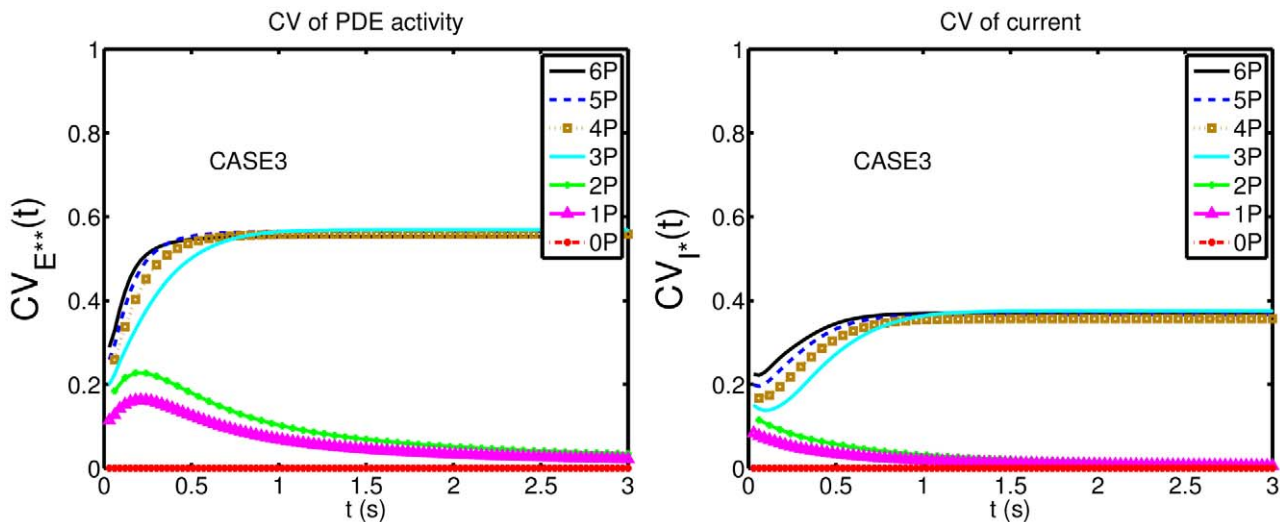 CV of PDE activity
1
0.8
0.6
0.4
0.2
0
CV_E**(t)
CASE3
6P
5P
4P
3P
2P
1P
0P
0 0.5 1 1.5 2 2.5 3
t (s)
CV of current
1
0.8
0.6
0.4
0.2
0
CV_I*(t)
CASE3
6P
5P
4P
3P
2P
1P
0P
0 0.5 1 1.5 2 2.5 3
t (s)